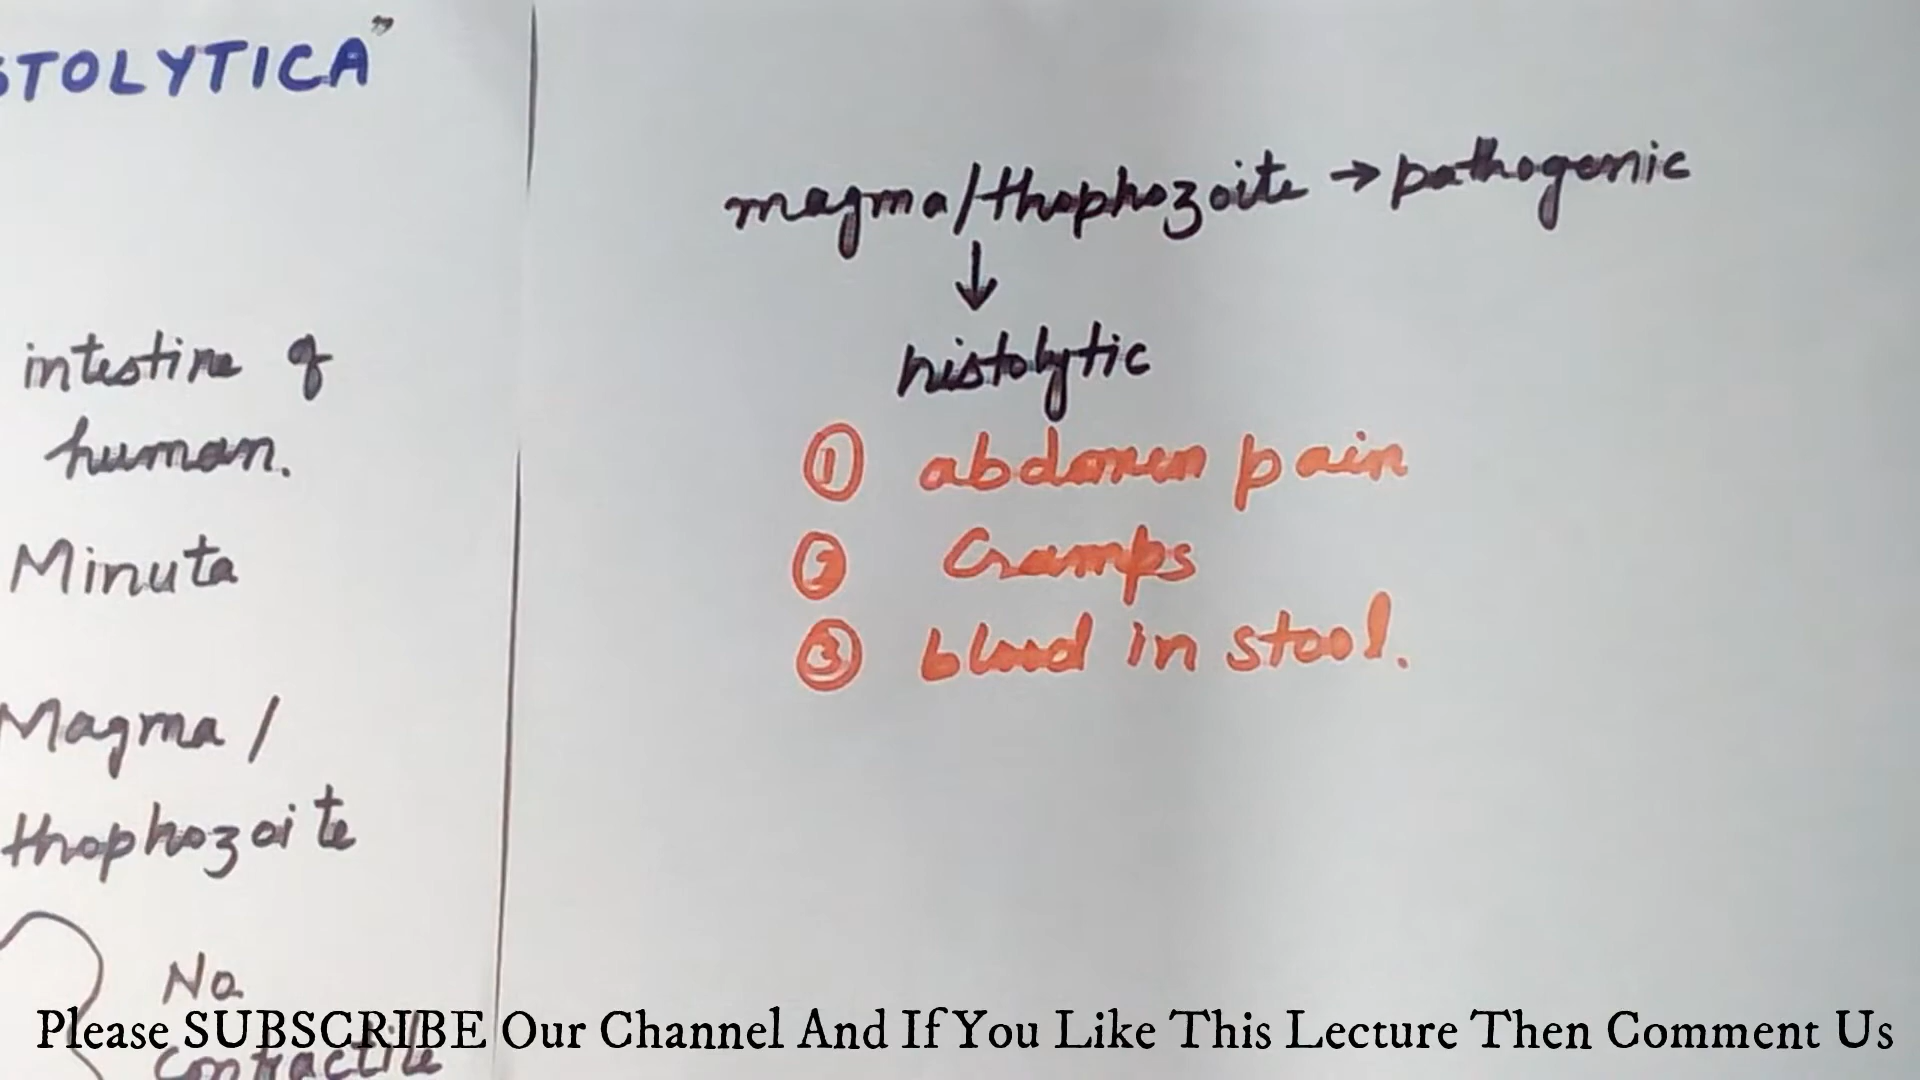 STOLYTICA"
intestine of
human.
Minuta
Magma /
thophozoite
No
contractile
magma/thophozoite → pathogenic
↓
histolytic
① abdomen pain
② Cramps
③ blood in stool.
Please SUBSCRIBE Our Channel And If You Like This Lecture Then Comment Us